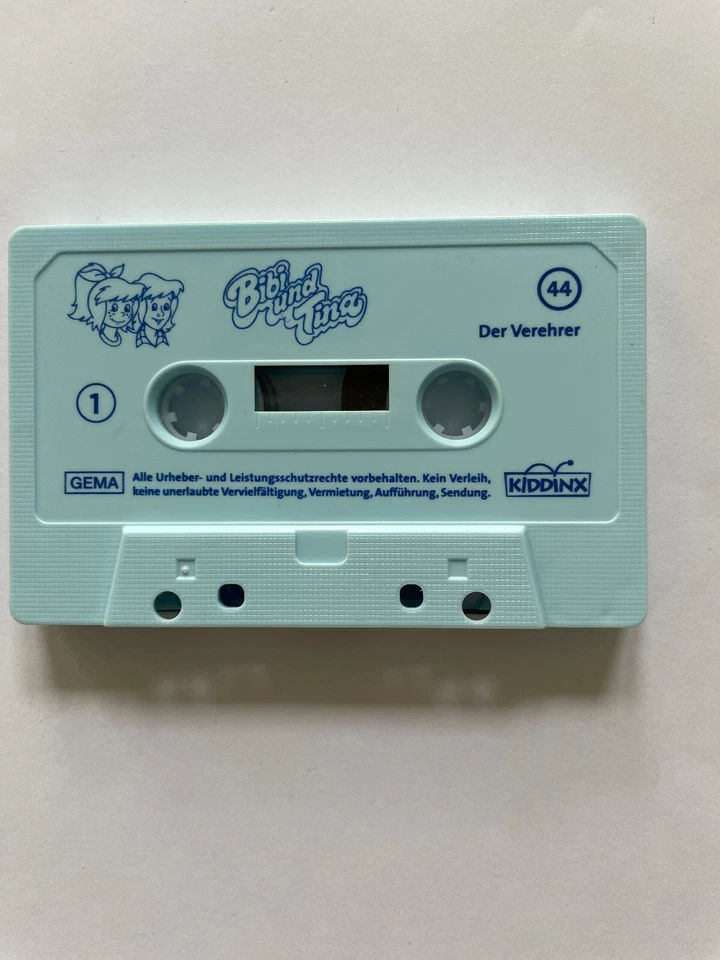 Bibi
und
Tina
44
Der Verehrer
1
GEMA
Alle Urheber- und Leistungsschutzrechte vorbehalten. Kein Verleih,
keine unerlaubte Vervielfältigung, Vermietung, Aufführung, Sendung.
KIDDINX